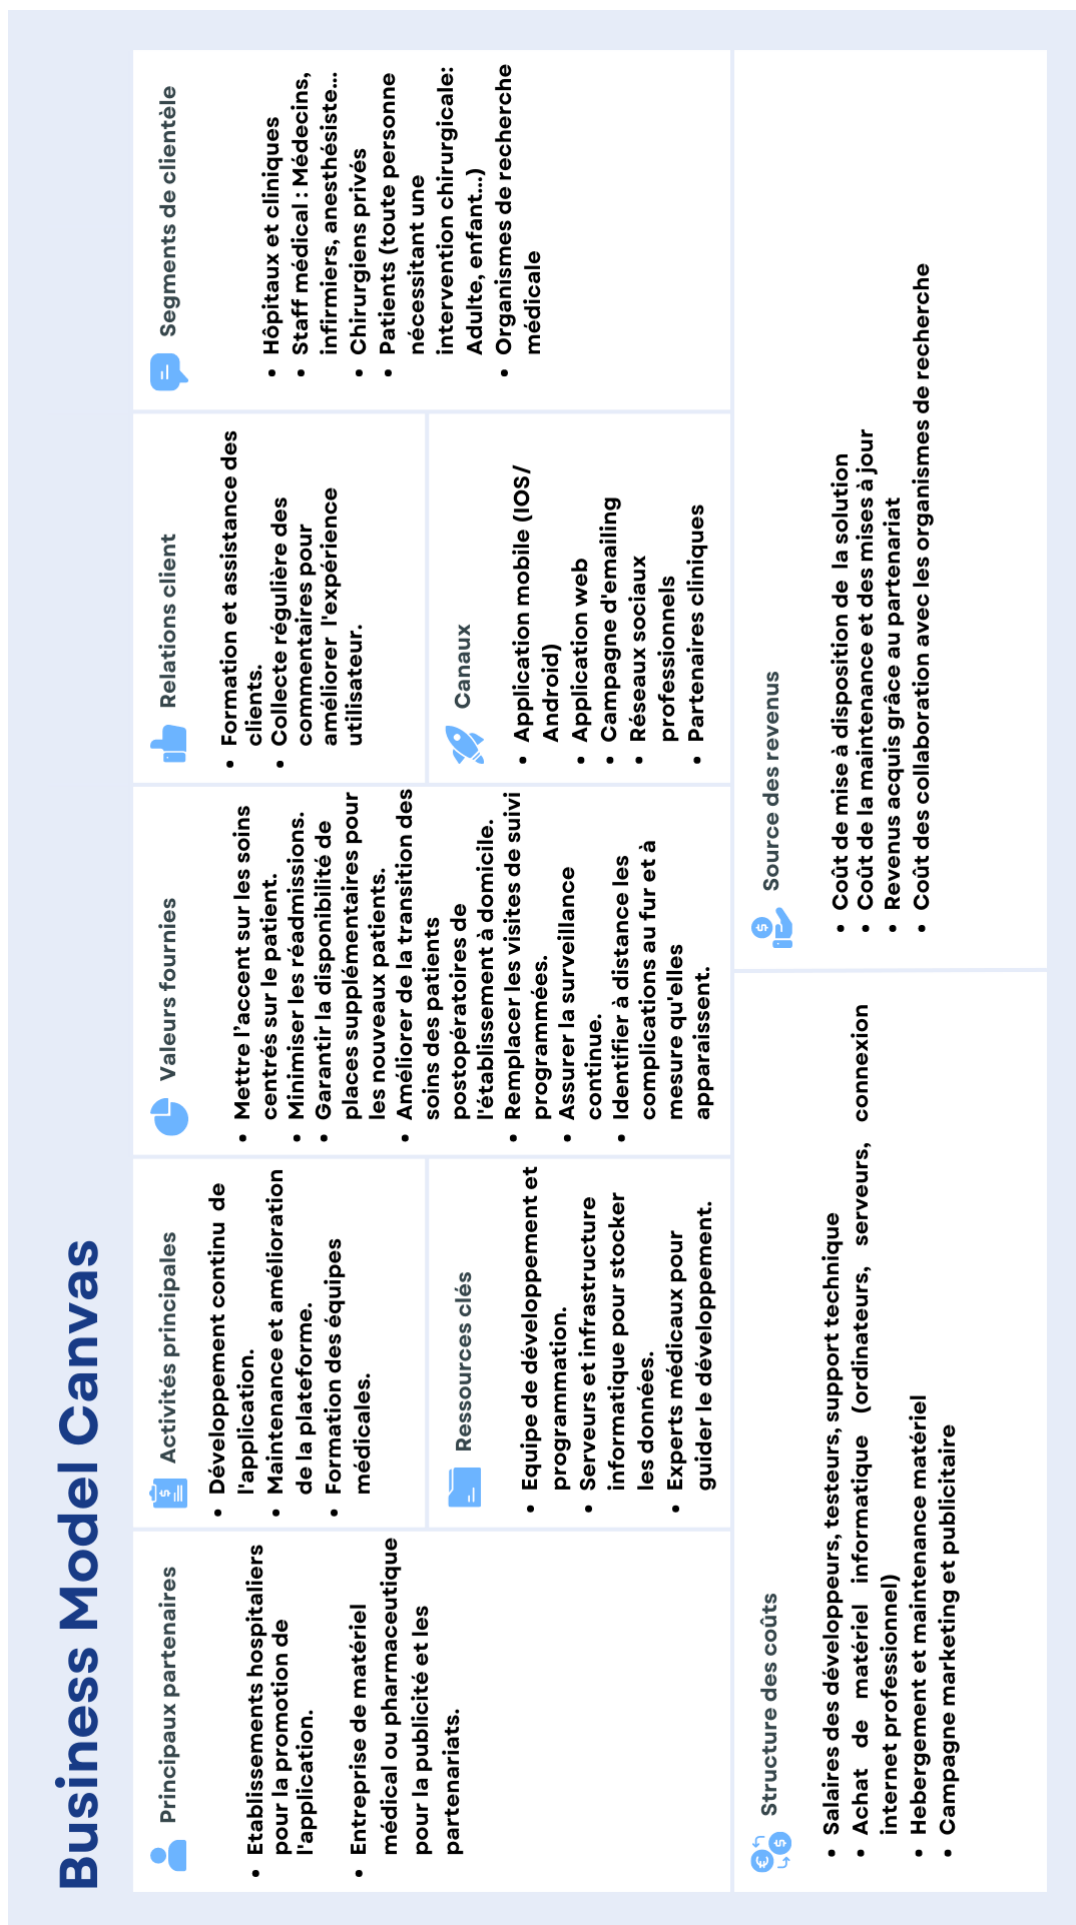 Business Model Canvas
Principaux partenaires
• Etablissements hospitaliers
pour la promotion de
l'application.
• Entreprise de matériel
médical ou pharmaceutique
pour la publicité et les
partenariats.
Activités principales
• Développement continu de
l'application.
• Maintenance et amélioration
de la plateforme.
• Formation des équipes
médicales.
Ressources clés
• Equipe de développement et
programmation.
• Serveurs et infrastructure
informatique pour stocker
les données.
• Experts médicaux pour
guider le développement.
Valeurs fournies
• Mettre l’accent sur les soins
centrés sur le patient.
• Minimiser les réadmissions.
• Garantir la disponibilité de
places supplémentaires pour
les nouveaux patients.
• Améliorer de la transition des
soins des patients
postopératoires de
l'établissement à domicile.
• Remplacer les visites de suivi
programmées.
• Assurer la surveillance
continue.
• Identifier à distance les
complications au fur et à
mesure qu'elles
apparaissent.
Relations client
• Formation et assistance des
clients.
• Collecte régulière des
commentaires pour
améliorer l'expérience
utilisateur.
Canaux
• Application mobile (IOS/
Android)
• Application web
• Campagne d'emailing
• Réseaux sociaux
professionnels
• Partenaires cliniques
Segments de clientèle
• Hôpitaux et cliniques
• Staff médical : Médecins,
infirmiers, anesthésiste...
• Chirurgiens privés
• Patients (toute personne
nécessitant une
intervention chirurgicale:
Adulte, enfant...)
• Organismes de recherche
médicale
Structure des coûts
• Salaires des développeurs, testeurs, support technique
• Achat de matériel informatique (ordinateurs, serveurs, connexion
internet professionnel)
• Hebergement et maintenance matériel
• Campagne marketing et publicitaire
Source des revenus
• Coût de mise à disposition de la solution
• Coût de la maintenance et des mises à jour
• Revenus acquis grâce au partenariat
• Coût des collaboration avec les organismes de recherche